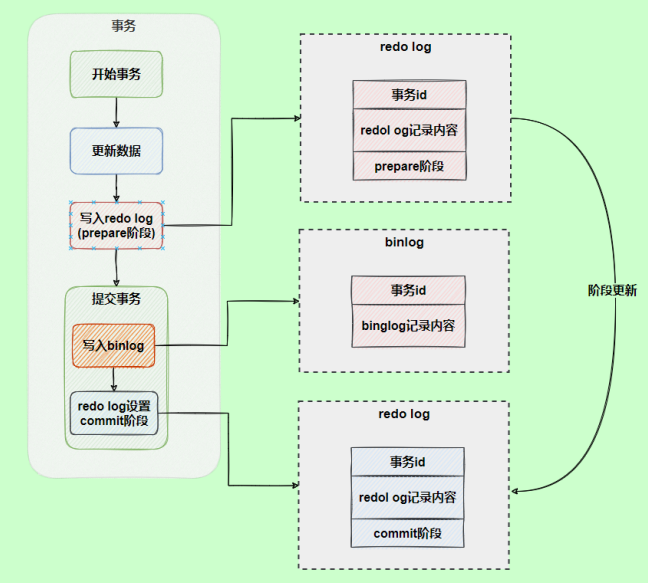 事务
开始事务
更新数据
写入redo log
(prepare阶段)
提交事务
写入binlog
redo log设置
commit阶段
redo log
事务id
redol og记录内容
prepare阶段
binlog
事务id
binglog记录内容
redo log
事务id
redol og记录内容
commit阶段
阶段更新